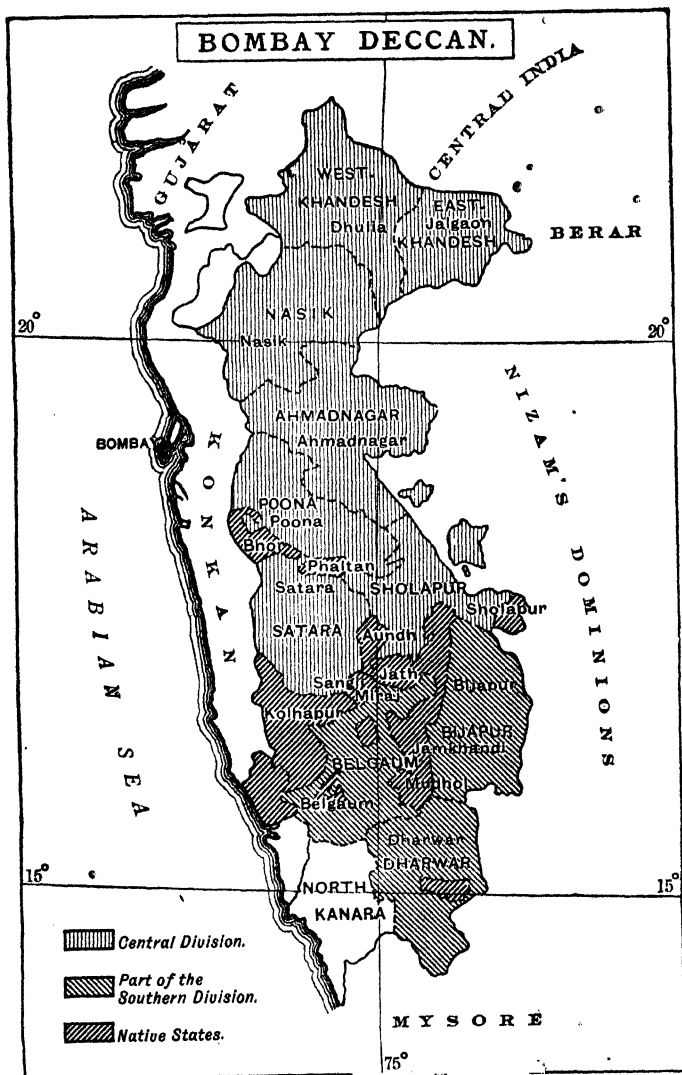 BOMBAY DECCAN.
GUJARAT
CENTRAL INDIA
WEST.
KHANDESH
Dhulia
EAST.
Jalgaon
KHANDESH
BERAR
NASIK
20°
20°
Nasik
NIZAM'S DOMINIONS
AHMADNAGAR
Ahmadnagar
BOMBA
KONKAN
ARABIAN SEA
POONA
Poona
Bhor
Phaltan
Satara
SHOLAPUR
Sholapur
SATARA
Aundh
Sangli
Jath
Miraj
Bijapur
Kolhapur
BIJAPUR
Jamkhandi
BELGAUM
Mudhol
Belgaum
Dharwar
DHARWAR
15°
15°
NORTH
KANARA
Central Division.
Part of the
Southern Division.
Native States.
MYSORE
75°